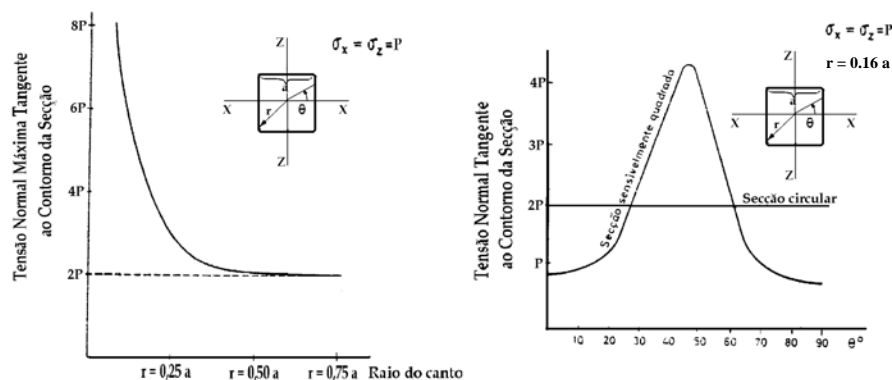 Tensão Normal Máxima Tangente
ao Contorno da Secção
8P
6P
4P
2P
Z
a
X
r
θ
X
Z
σx = σz = P
r = 0,25 a
r = 0,50 a
r = 0,75 a
Raio do canto
Tensão Normal Tangente
ao Contorno da Secção
4P
3P
2P
P
Secção sensivelmente quadrada
Secção circular
σx = σz = P
r = 0.16 a
Z
a
X
r
θ
X
Z
10 20 30 40 50 60 70 80 90 θ°